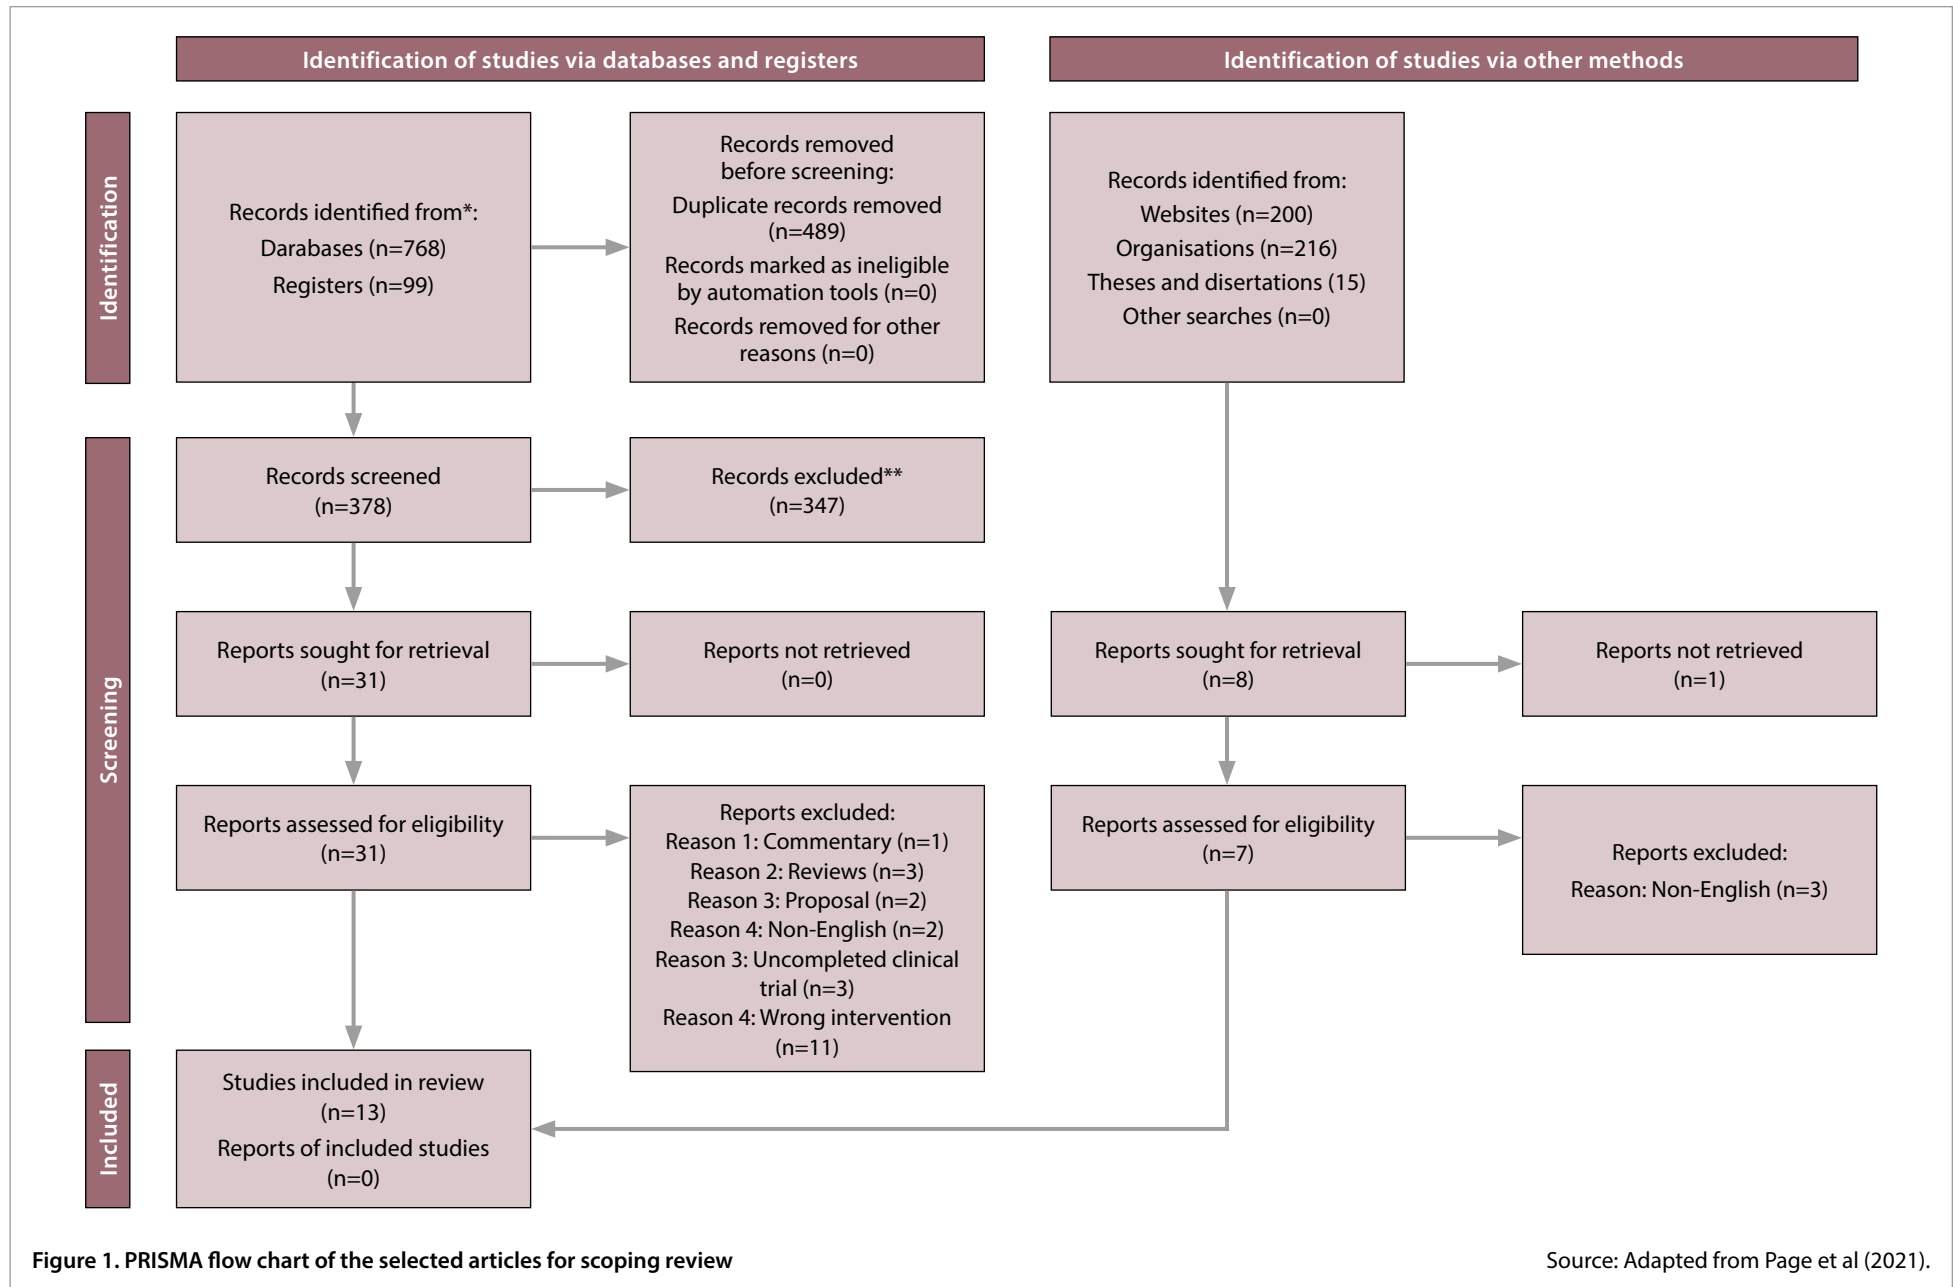 Identification of studies via databases and registers
Identification of studies via other methods
Identification
Records identified from*:
Darabases (n=768)
Registers (n=99)
Records removed
before screening:
Duplicate records removed
(n=489)
Records marked as ineligible
by automation tools (n=0)
Records removed for other
reasons (n=0)
Records identified from:
Websites (n=200)
Organisations (n=216)
Theses and disertations (15)
Other searches (n=0)
Screening
Records screened
(n=378)
Records excluded**
(n=347)
Reports sought for retrieval
(n=31)
Reports not retrieved
(n=0)
Reports sought for retrieval
(n=8)
Reports not retrieved
(n=1)
Reports assessed for eligibility
(n=31)
Reports excluded:
Reason 1: Commentary (n=1)
Reason 2: Reviews (n=3)
Reason 3: Proposal (n=2)
Reason 4: Non-English (n=2)
Reason 3: Uncompleted clinical
trial (n=3)
Reason 4: Wrong intervention
(n=11)
Reports assessed for eligibility
(n=7)
Reports excluded:
Reason: Non-English (n=3)
Included
Studies included in review
(n=13)
Reports of included studies
(n=0)
Figure 1. PRISMA flow chart of the selected articles for scoping review
Source: Adapted from Page et al (2021).